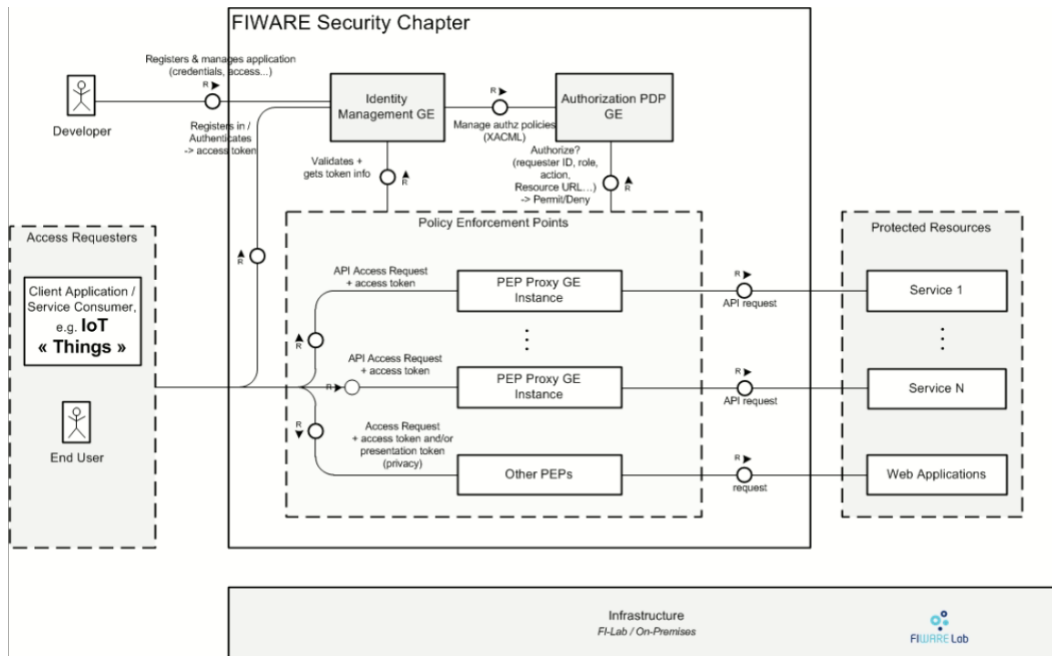 FIWARE Security Chapter
Registers & manages application
(credentials, access...)
R
Developer
Registers in /
Authenticates
-> access token
Identity
Management GE
R
Manage authz policies
(XACML)
Authorization PDP
GE
Validates +
gets token info
R
Authorize?
(requester ID, role,
action,
Resource URL...)
-> Permit/Deny
R
Access Requesters
Client Application /
Service Consumer,
e.g. IoT
« Things »
End User
R
Policy Enforcement Points
API Access Request
+ access token
R
PEP Proxy GE
Instance
R
API request
API Access Request
+ access token
R
PEP Proxy GE
Instance
R
API request
Access Request
+ access token and/or
presentation token
(privacy)
R
Other PEPs
R
request
Protected Resources
Service 1
Service N
Web Applications
Infrastructure
FI-Lab / On-Premises
FIWARE Lab